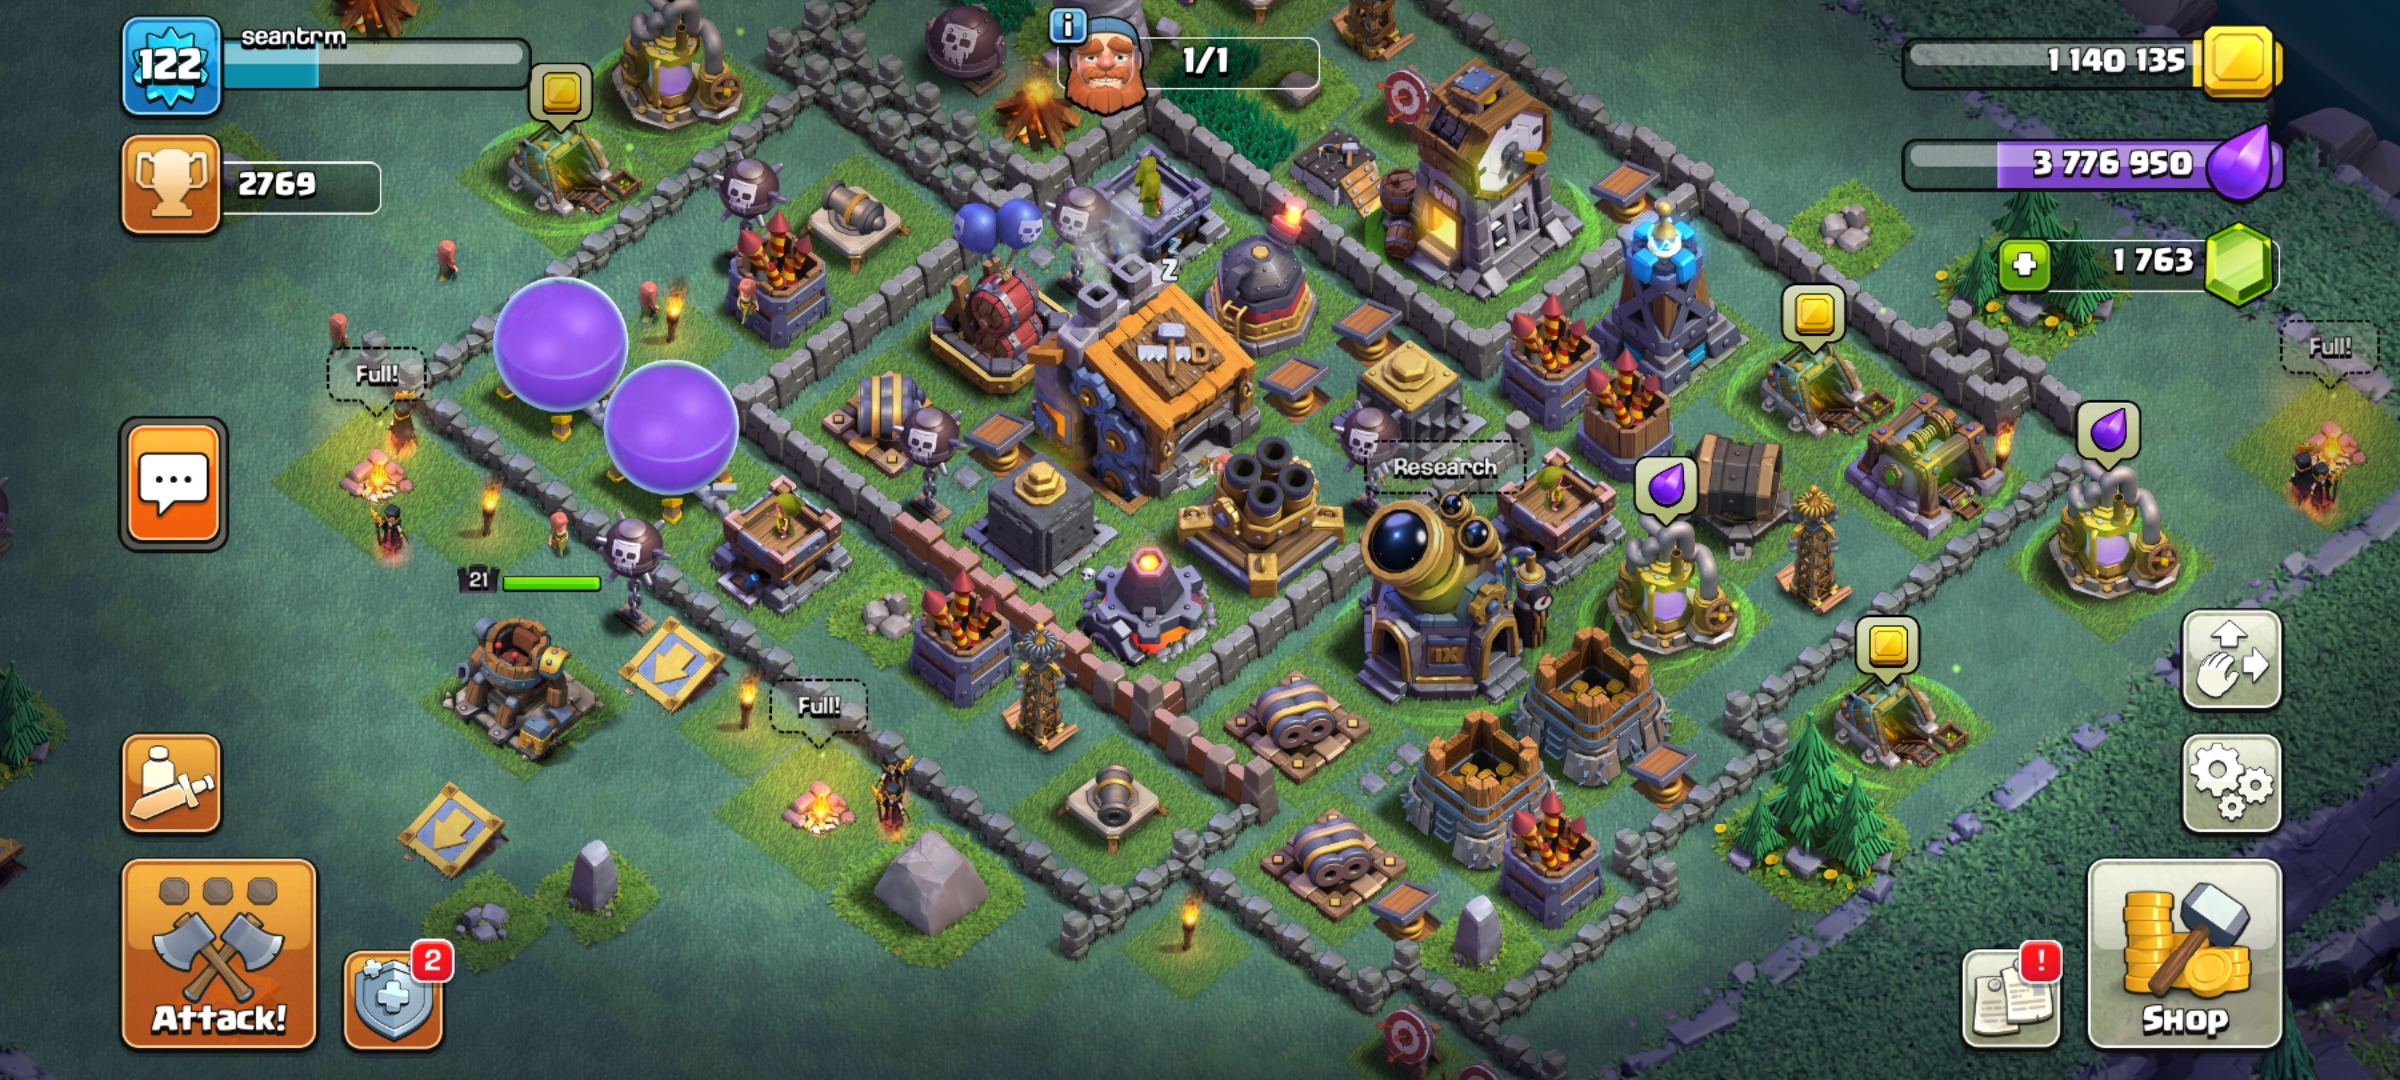 122
seantrm
2769
i
1/1
1 140 135
3 776 950
1 763
Full!
Full!
Research
21
Full!
VIII
IX
z
Z
Attack!
2
!
Shop